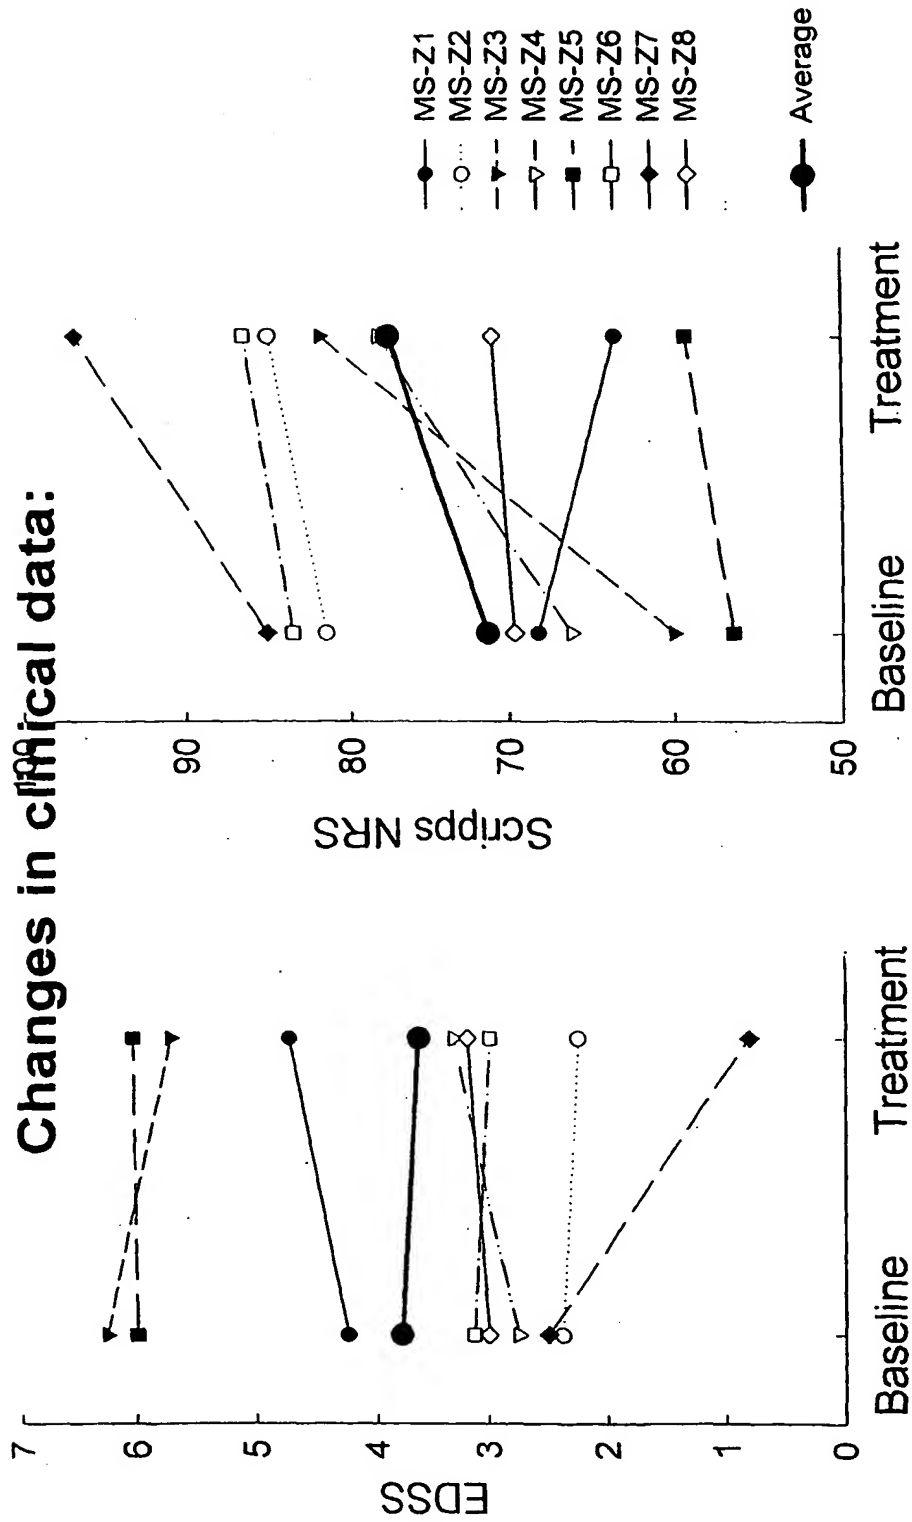 Changes in clinical data:
EDSS
7
6
5
4
3
2
1
0
Baseline
Treatment
Scripps NRS
100
90
80
70
60
50
Baseline
Treatment
MS-Z1
MS-Z2
MS-Z3
MS-Z4
MS-Z5
MS-Z6
MS-Z7
MS-Z8
Average